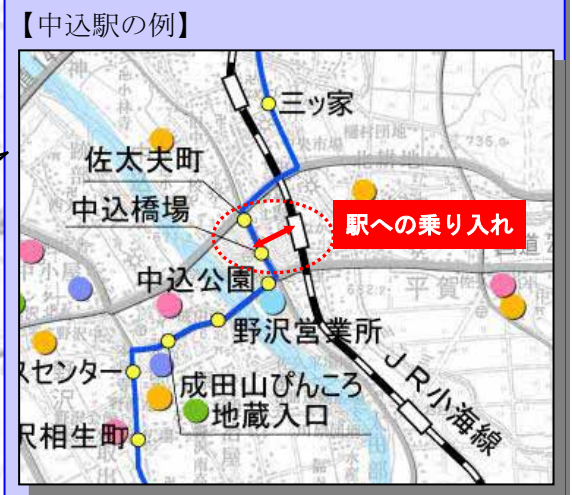 【中込駅の例】
三ッ家
佐太夫町
中込橋場
駅への乗り入れ
中込公園
平賀
野沢営業所
スセンター
成田山ぴんころ
地蔵入口
JR小海線
沢相生町